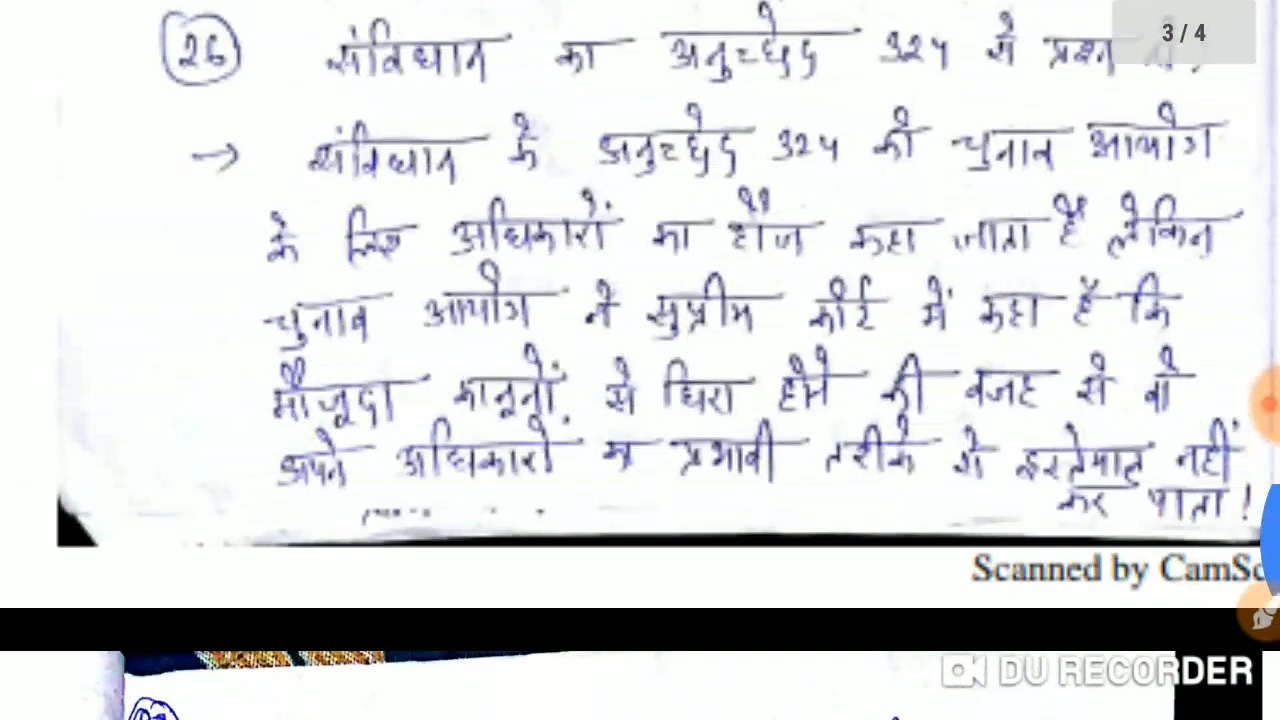 26 संविधान का अनुच्छेद 324 से प्रश्न
3 / 4
→ संविधान के अनुच्छेद 324 को चुनाव आयोग
के लिए अधिकारों का हौज कहा जाता है लेकिन
चुनाव आयोग ने सुप्रीम कोर्ट में कहा है कि
मौजूदा कानूनों से घिरा होने की वजह से वो
अपने अधिकारों का प्रभावी तरीके से इस्तेमाल नहीं
कर पाता।
Scanned by CamSc
DU RECORDER